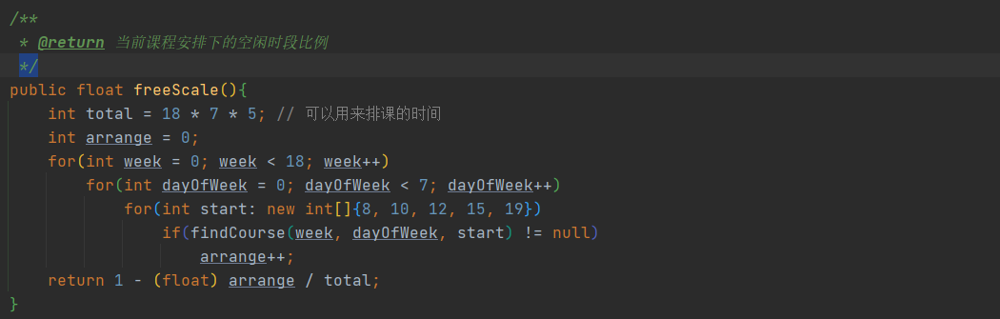 /**
 * @return 当前课程安排下的空闲时段比例
 */
public float freeScale(){
    int total = 18 * 7 * 5; // 可以用来排课的时间
    int arrange = 0;
    for(int week = 0; week < 18; week++)
        for(int dayOfWeek = 0; dayOfWeek < 7; dayOfWeek++)
            for(int start: new int[]{8, 10, 12, 15, 19})
                if(findCourse(week, dayOfWeek, start) != null)
                    arrange++;
    return 1 - (float) arrange / total;
}